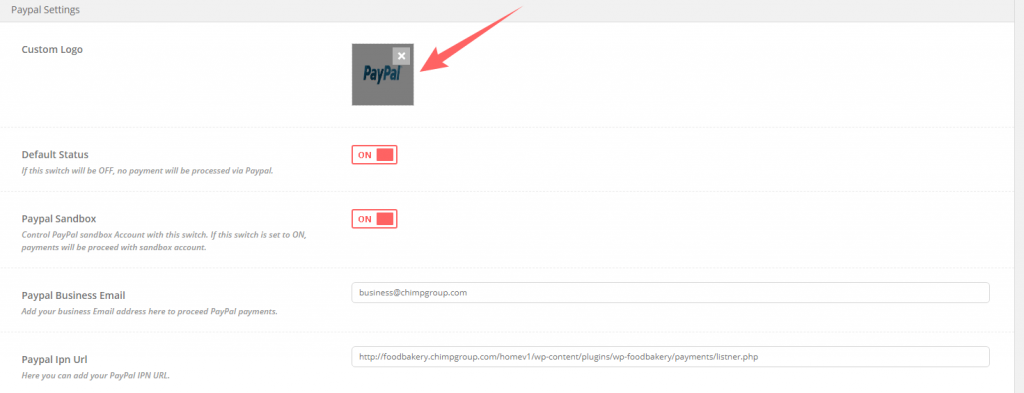 Paypal Settings
Custom Logo
PayPal
Default Status
ON
If this switch will be OFF, no payment will be processed via Paypal.
Paypal Sandbox
ON
Control PayPal sandbox Account with this switch. If this switch is set to ON,
payments will be proceed with sandbox account.
Paypal Business Email
business@chimpgroup.com
Add your business Email address here to proceed PayPal payments.
Paypal Ipn Url
http://foodbakery.chimpgroup.com/homev1/wp-content/plugins/wp-foodbakery/payments/listner.php
Here you can add your PayPal IPN URL.